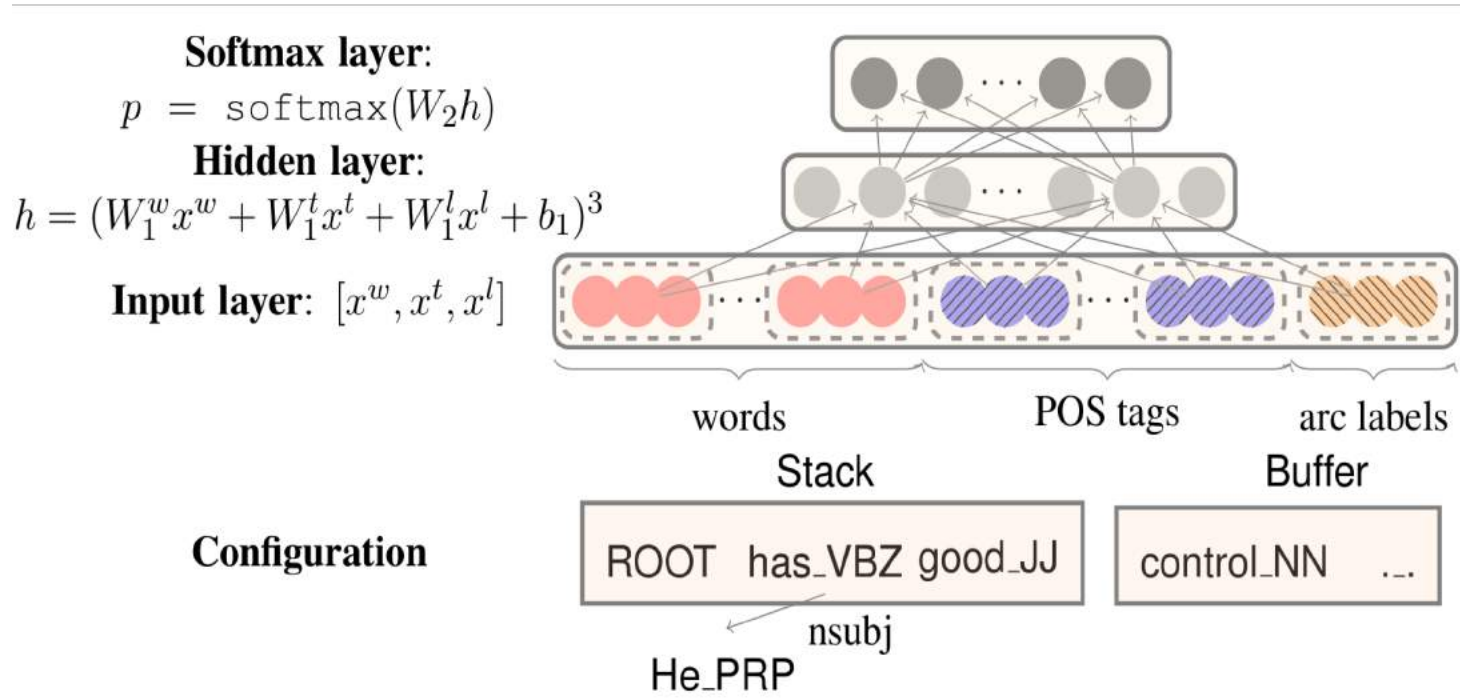 Softmax layer:
p = softmax(W₂h)
Hidden layer:
h = (W₁ʷxʷ + W₁ᵗxᵗ + W₁ˡxˡ + b₁)³
Input layer: [xʷ, xᵗ, xˡ]
· · ·
· · ·
· · · · · ·
words POS tags arc labels
Stack Buffer
Configuration
ROOT has_VBZ good_JJ
control_NN ._.
nsubj
He_PRP